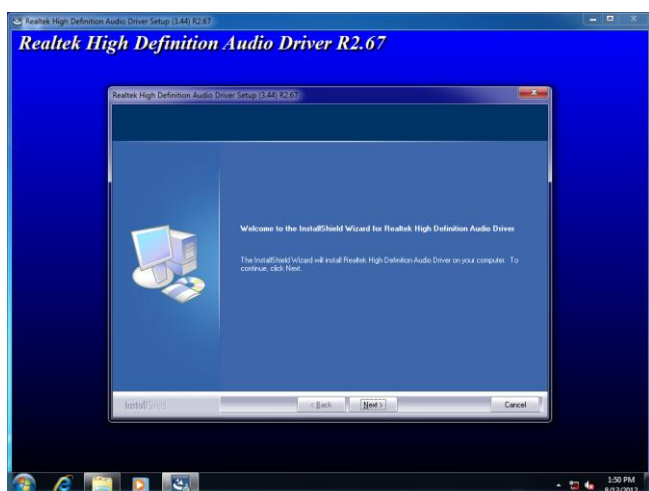 Realtek High Definition Audio Driver Setup (3.44) R2.67
Realtek High Definition Audio Driver R2.67
Realtek High Definition Audio Driver Setup (3.44) R2.67
Welcome to the InstallShield Wizard for Realtek High Definition Audio Driver
The InstallShield Wizard will install Realtek High Definition Audio Driver on your computer. To
continue, click Next.
InstallShield
< Back Next > Cancel
1:50 PM
8/13/2012